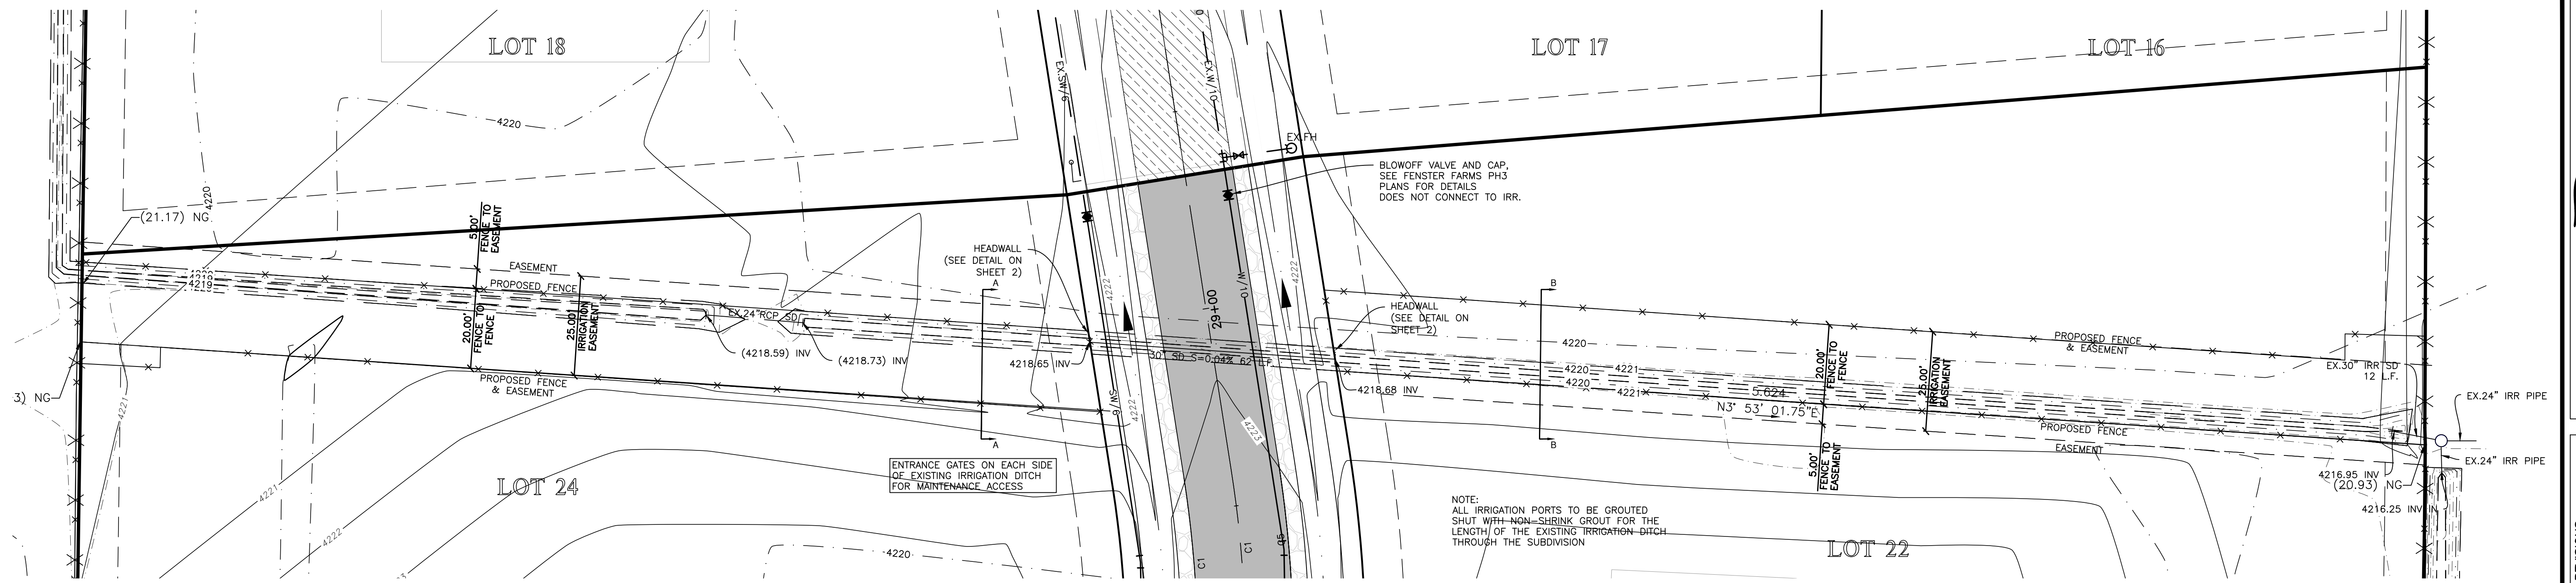 LOT 18
LOT 17
LOT 16
EX.SW/6
EX.W/10
4220
4220
EX.FH
BLOWOFF VALVE AND CAP,
SEE FENSTER FARMS PH3
PLANS FOR DETAILS
DOES NOT CONNECT TO IRR.
(21.17) NG
5.00'
FENCE TO
EASEMENT
HEADWALL
(SEE DETAIL ON
SHEET 2)
EASEMENT
4219
4219
PROPOSED FENCE
20.00'
FENCE TO
FENCE
25.00'
IRRIGATION
EASEMENT
EX.24" RCP SD
(4218.59) INV
(4218.73) INV
A
A
4218.65 INV
30" SD S=0.04% 62 L.F.
4222
4222
W/10
29+00
4222
HEADWALL
(SEE DETAIL ON
SHEET 2)
4218.68 INV
B
B
4220
4220
4221
4220
4221
5.624
N3° 53' 01.75"E
20.00'
FENCE TO
FENCE
25.00'
IRRIGATION
EASEMENT
PROPOSED FENCE
& EASEMENT
EX.30" IRR SD
12 L.F.
EX.24" IRR PIPE
EX.24" IRR PIPE
3) NG
4221
PROPOSED FENCE
& EASEMENT
SW/6
4223
PROPOSED FENCE
EASEMENT
5.00'
FENCE TO
EASEMENT
4216.95 INV
(20.93) NG
4216.25 INV IN
ENTRANCE GATES ON EACH SIDE
OF EXISTING IRRIGATION DITCH
FOR MAINTENANCE ACCESS
LOT 24
4221
4222
4220
NOTE:
ALL IRRIGATION PORTS TO BE GROUTED
SHUT WITH NON-SHRINK GROUT FOR THE
LENGTH OF THE EXISTING IRRIGATION DITCH
THROUGH THE SUBDIVISION
LOT 22
C1
C1